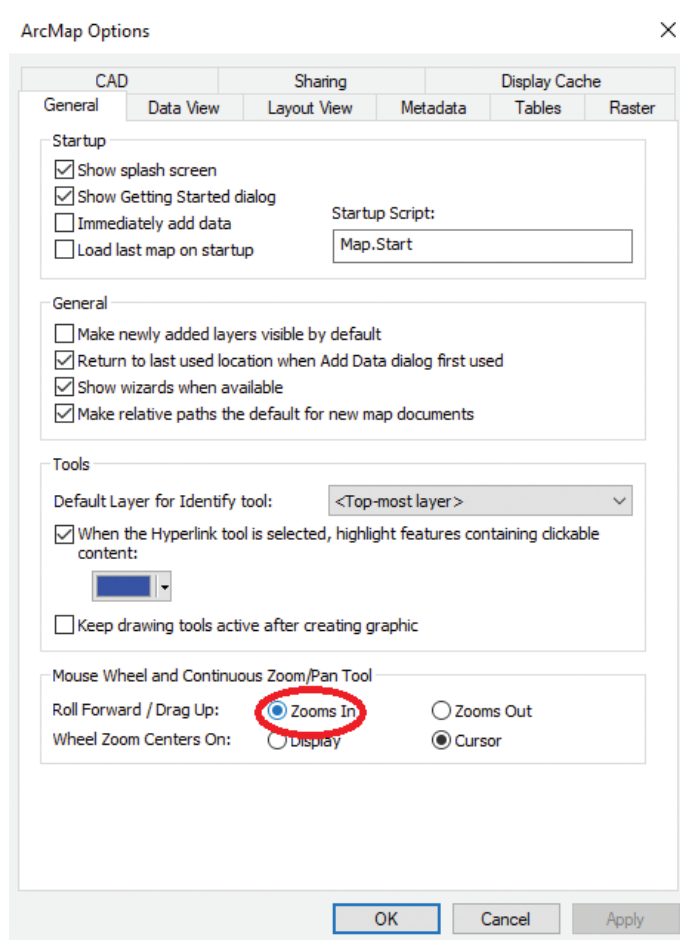 ArcMap Options
CAD Sharing Display Cache
General Data View Layout View Metadata Tables Raster
Startup
Show splash screen
Show Getting Started dialog
Immediately add data
Startup Script:
Load last map on startup
Map.Start
General
Make newly added layers visible by default
Return to last used location when Add Data dialog first used
Show wizards when available
Make relative paths the default for new map documents
Tools
Default Layer for Identify tool: <Top-most layer>
When the Hyperlink tool is selected, highlight features containing clickable
content:
Keep drawing tools active after creating graphic
Mouse Wheel and Continuous Zoom/Pan Tool
Roll Forward / Drag Up: Zooms In Zooms Out
Wheel Zoom Centers On: Display Cursor
OK Cancel Apply